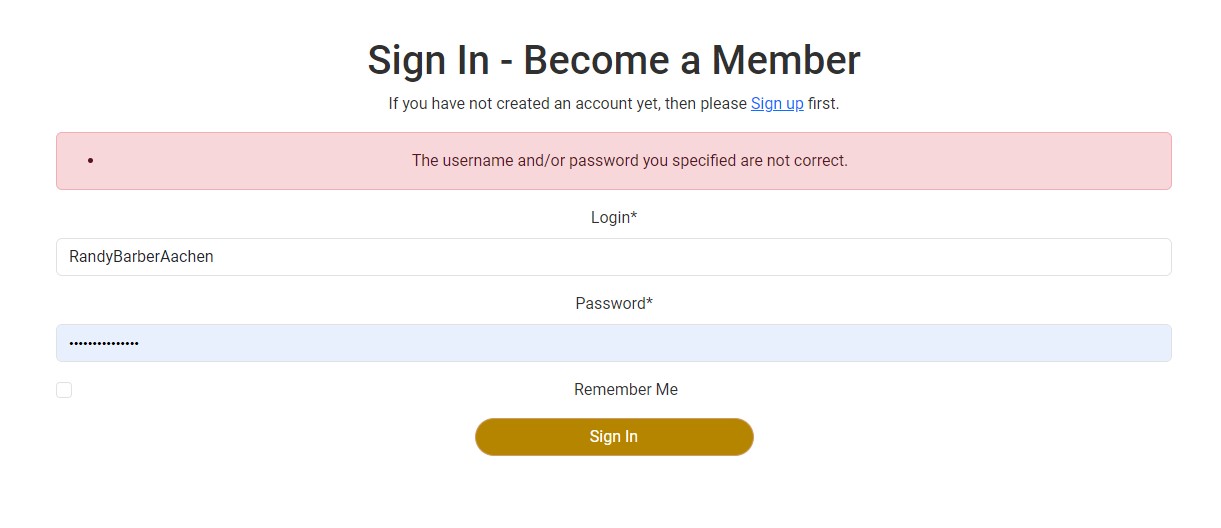 Sign In - Become a Member
If you have not created an account yet, then please Sign up first.
• The username and/or password you specified are not correct.
Login*
RandyBarberAachen
Password*
•••••••••••••••
Remember Me
Sign In